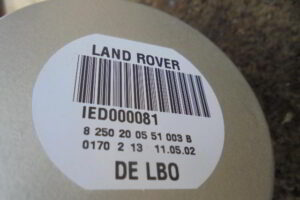 LAND ROVER
IED000081
8 250 20 05 51 003 B
0170 2 13 11.05.02
DE LBO